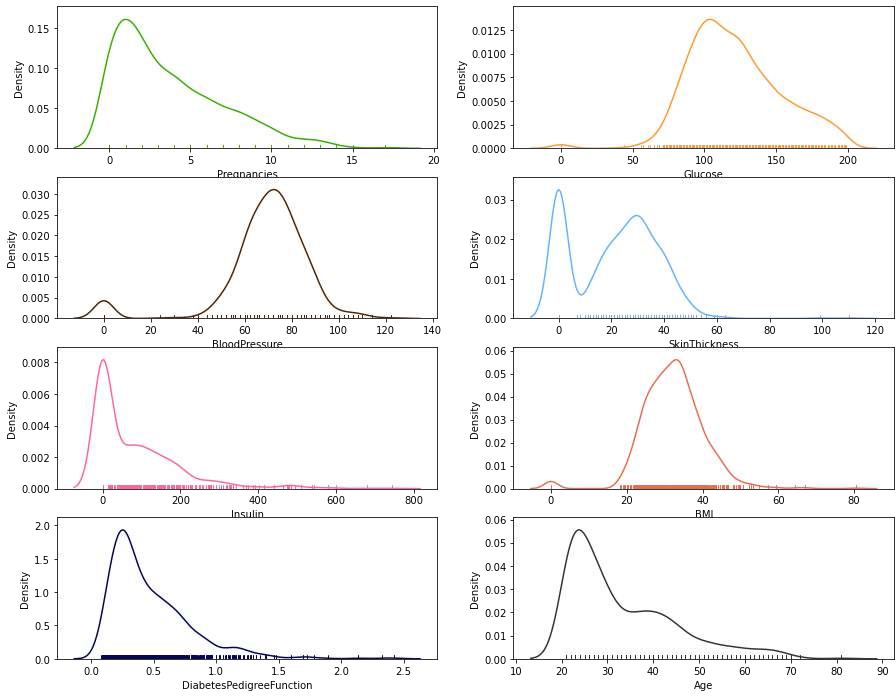 Density
0.15
0.10
0.05
0.00
0 5 10 15 20
Pregnancies
Density
0.0125
0.0100
0.0075
0.0050
0.0025
0.0000
0 50 100 150 200
Glucose
Density
0.030
0.025
0.020
0.015
0.010
0.005
0.000
0 20 40 60 80 100 120 140
BloodPressure
Density
0.03
0.02
0.01
0.00
0 20 40 60 80 100 120
SkinThickness
Density
0.008
0.006
0.004
0.002
0.000
0 200 400 600 800
Insulin
Density
0.06
0.05
0.04
0.03
0.02
0.01
0.00
0 20 40 60 80
BMI
Density
2.0
1.5
1.0
0.5
0.0
0.0 0.5 1.0 1.5 2.0 2.5
DiabetesPedigreeFunction
Density
0.06
0.05
0.04
0.03
0.02
0.01
0.00
10 20 30 40 50 60 70 80 90
Age